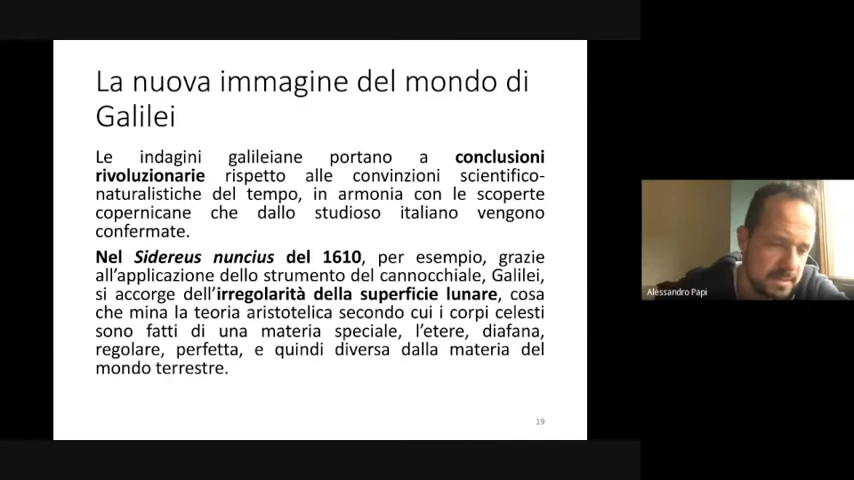 La nuova immagine del mondo di
Galilei
Le indagini galileiane portano a conclusioni
rivoluzionarie rispetto alle convinzioni scientifico-
naturalistiche del tempo, in armonia con le scoperte
copernicane che dallo studioso italiano vengono
confermate.
Nel Sidereus nuncius del 1610, per esempio, grazie
all’applicazione dello strumento del cannocchiale, Galilei,
si accorge dell’irregolarità della superficie lunare, cosa
che mina la teoria aristotelica secondo cui i corpi celesti
sono fatti di una materia speciale, l’etere, diafana,
regolare, perfetta, e quindi diversa dalla materia del
mondo terrestre.
19
Alessandro Papi